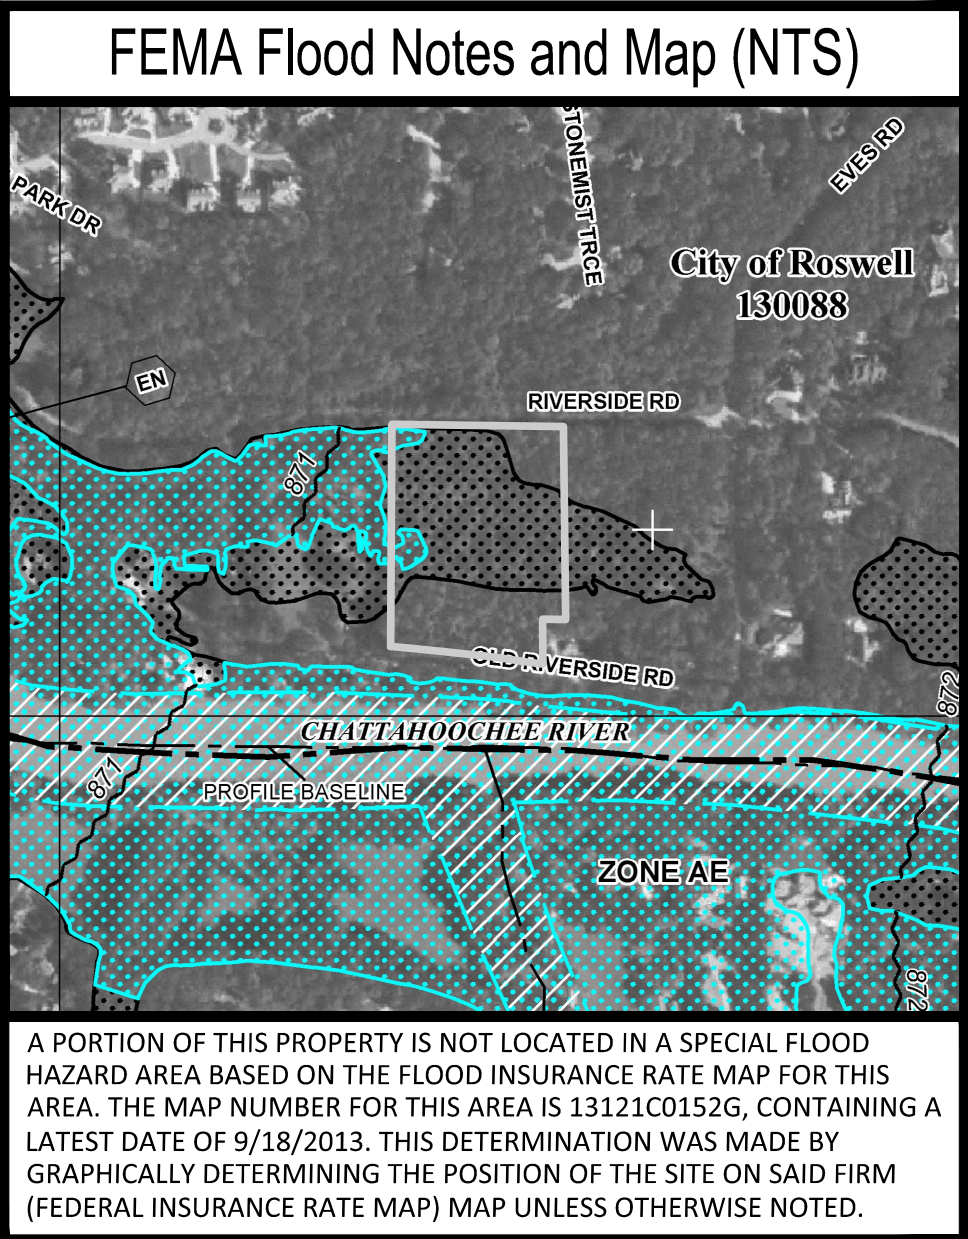 FEMA Flood Notes and Map (NTS)
STONEMIST TRCE
EVES RD
PARK DR
City of Roswell
130088
EN
RIVERSIDE RD
871
OLD RIVERSIDE RD
872
CHATTAHOOCHEE RIVER
871
PROFILE BASELINE
ZONE AE
872
A PORTION OF THIS PROPERTY IS NOT LOCATED IN A SPECIAL FLOOD
HAZARD AREA BASED ON THE FLOOD INSURANCE RATE MAP FOR THIS
AREA. THE MAP NUMBER FOR THIS AREA IS 13121C0152G, CONTAINING A
LATEST DATE OF 9/18/2013. THIS DETERMINATION WAS MADE BY
GRAPHICALLY DETERMINING THE POSITION OF THE SITE ON SAID FIRM
(FEDERAL INSURANCE RATE MAP) MAP UNLESS OTHERWISE NOTED.